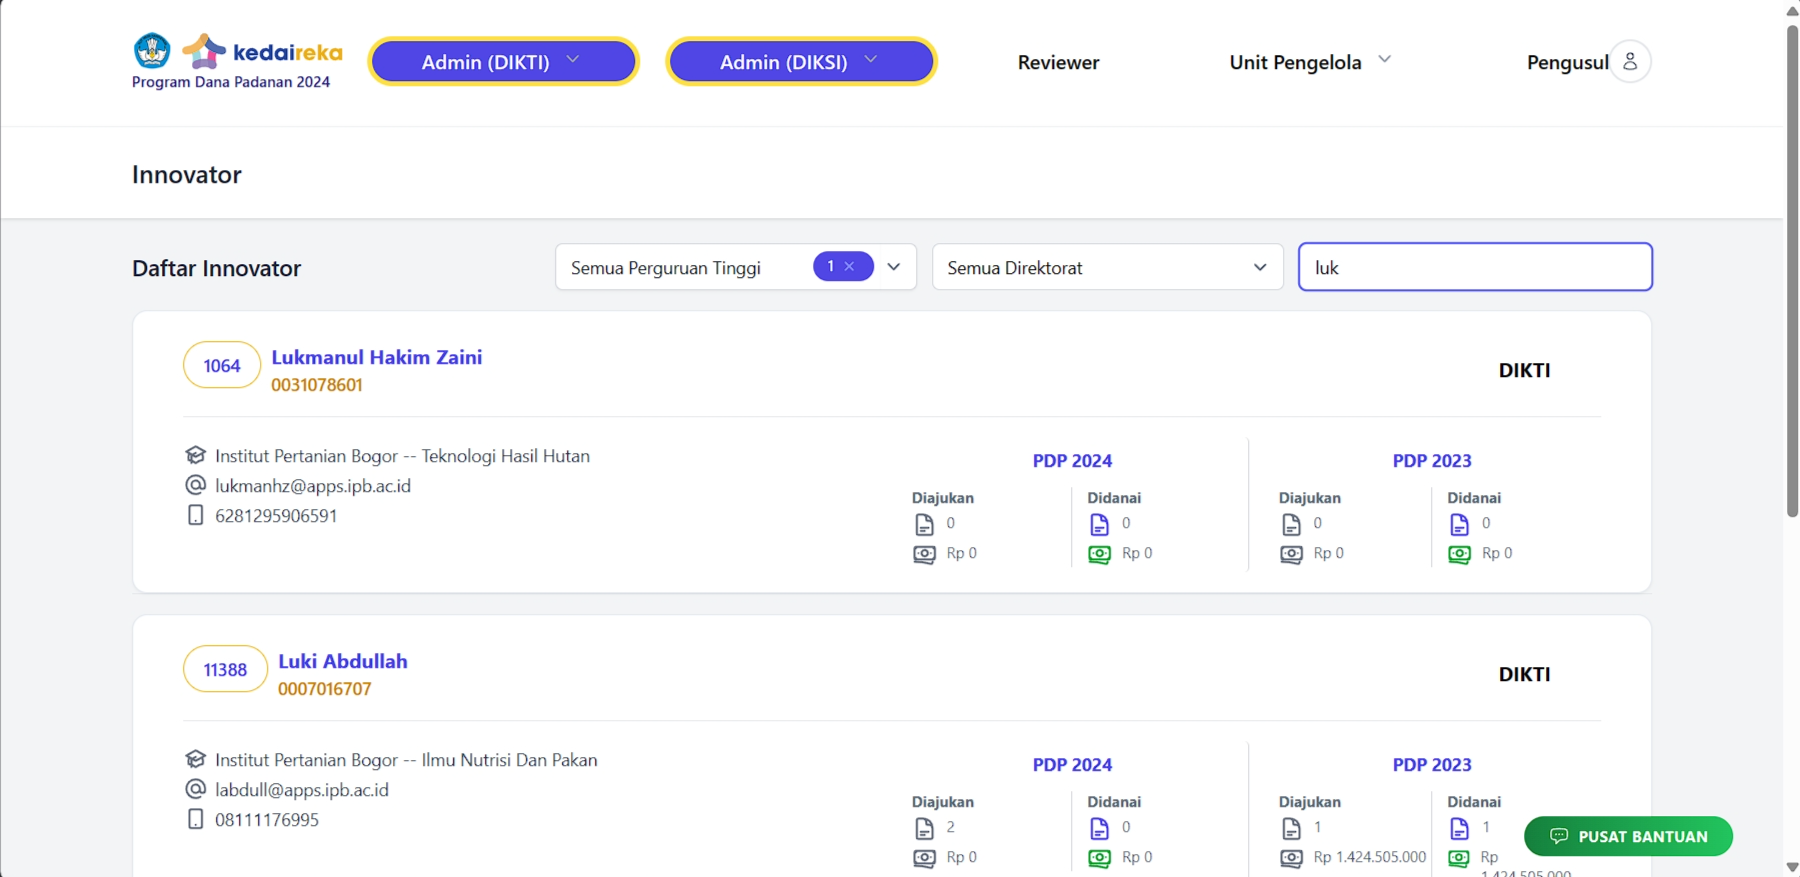 kedaireka
Program Dana Padanan 2024
Admin (DIKTI)
Admin (DIKSI)
Reviewer
Unit Pengelola
Pengusul
Innovator
Daftar Innovator
Semua Perguruan Tinggi
1 ×
Semua Direktorat
luk
1064
Lukmanul Hakim Zaini
0031078601
DIKTI
Institut Pertanian Bogor -- Teknologi Hasil Hutan
lukmanhz@apps.ipb.ac.id
6281295906591
PDP 2024
Diajukan
0
Rp 0
Didanai
0
Rp 0
PDP 2023
Diajukan
0
Rp 0
Didanai
0
Rp 0
11388
Luki Abdullah
0007016707
DIKTI
Institut Pertanian Bogor -- Ilmu Nutrisi Dan Pakan
labdull@apps.ipb.ac.id
08111176995
PDP 2024
Diajukan
2
Rp 0
Didanai
0
Rp 0
PDP 2023
Diajukan
1
Rp 1.424.505.000
Didanai
1
Rp
1.424.505.000
PUSAT BANTUAN